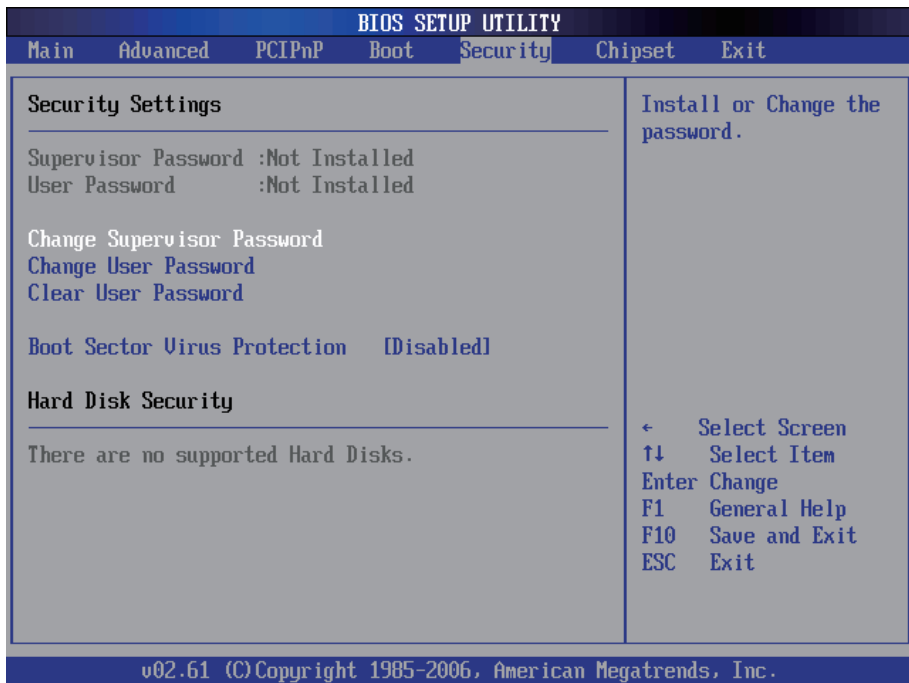 BIOS SETUP UTILITY
Main Advanced PCIPnP Boot Security Chipset Exit
Security Settings
Supervisor Password :Not Installed
User Password :Not Installed
Change Supervisor Password
Change User Password
Clear User Password
Boot Sector Virus Protection [Disabled]
Hard Disk Security
There are no supported Hard Disks.
Install or Change the
password.
← Select Screen
↑↓ Select Item
Enter Change
F1 General Help
F10 Save and Exit
ESC Exit
v02.61 (C)Copyright 1985-2006, American Megatrends, Inc.